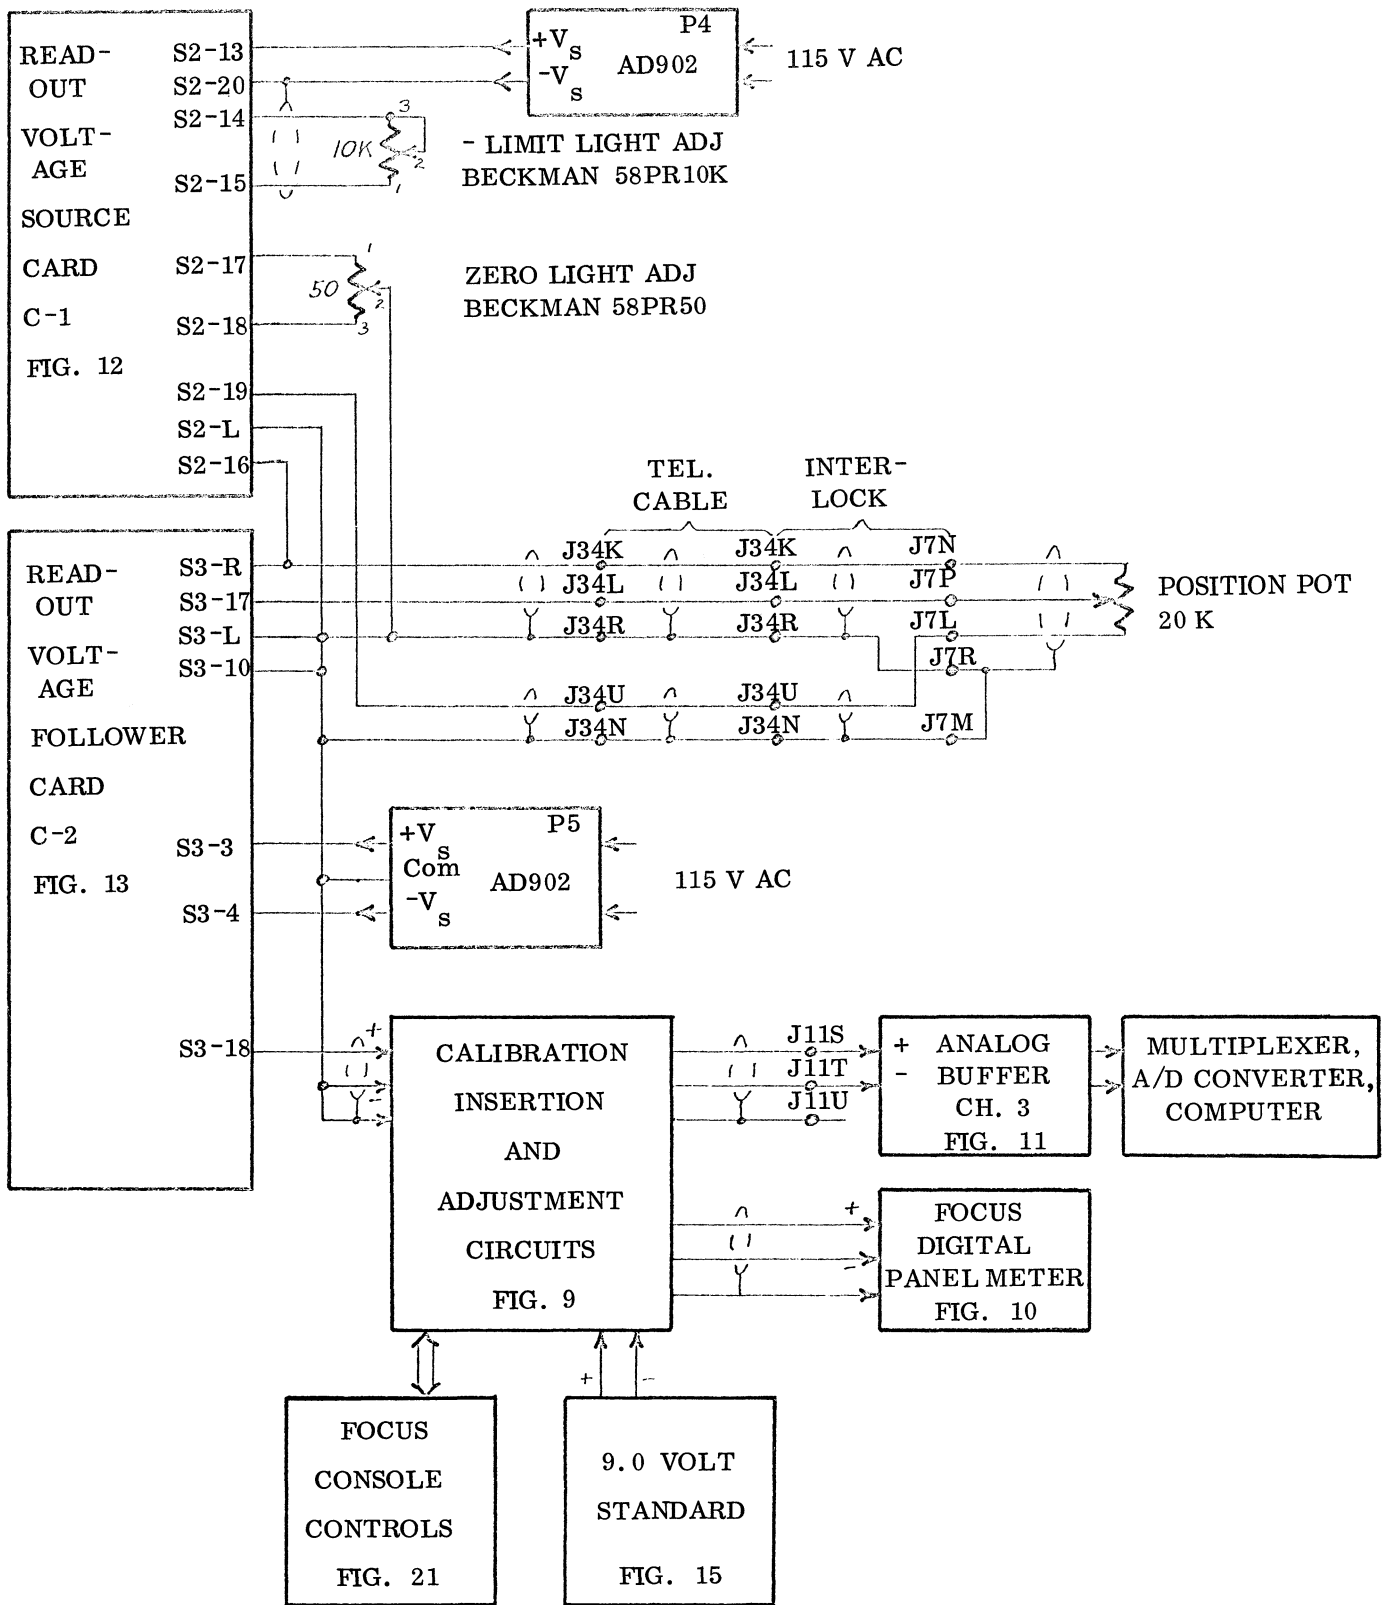 READ-
OUT
VOLT-
AGE
SOURCE
CARD
C-1
FIG. 12
S2-13
S2-20
S2-14
S2-15
S2-17
S2-18
S2-19
S2-L
S2-16
+Vs
-Vs
P4
AD902
115 V AC
3
10K
2
1
- LIMIT LIGHT ADJ
BECKMAN 58PR10K
1
50
2
3
ZERO LIGHT ADJ
BECKMAN 58PR50
TEL.
CABLE
INTER-
LOCK
READ-
OUT
VOLT-
AGE
FOLLOWER
CARD
C-2
FIG. 13
S3-R
S3-17
S3-L
S3-10
S3-3
S3-4
S3-18
J34K
J34L
J34R
J34U
J34N
J34K
J34L
J34R
J34U
J34N
J7N
J7P
J7L
J7R
J7M
POSITION POT
20 K
+Vs
Com
-Vs
P5
AD902
115 V AC
+
-
CALIBRATION
INSERTION
AND
ADJUSTMENT
CIRCUITS
FIG. 9
J11S
J11T
J11U
+ ANALOG
- BUFFER
CH. 3
FIG. 11
MULTIPLEXER,
A/D CONVERTER,
COMPUTER
+
-
FOCUS
DIGITAL
PANEL METER
FIG. 10
+
-
FOCUS
CONSOLE
CONTROLS
FIG. 21
9.0 VOLT
STANDARD
FIG. 15